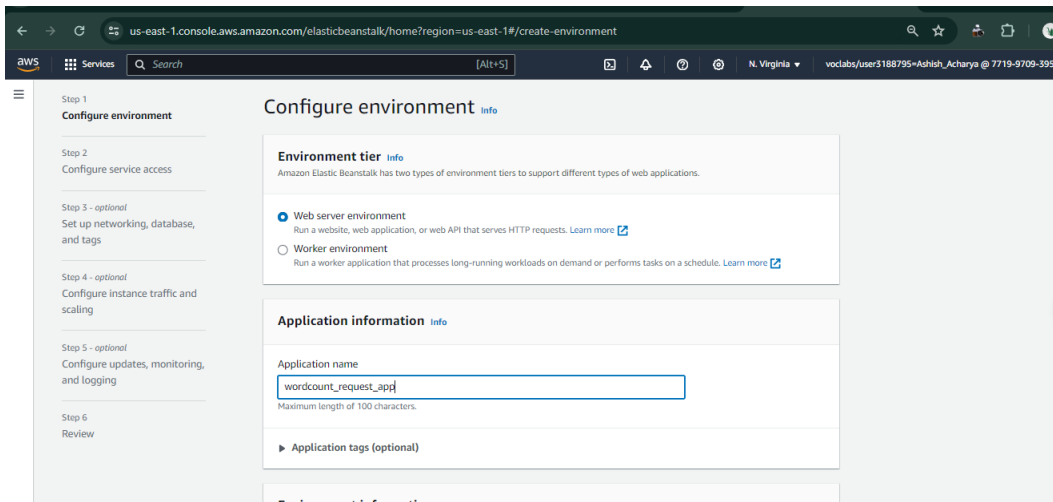 us-east-1.console.aws.amazon.com/elasticbeanstalk/home?region=us-east-1#/create-environment
aws Services Search [Alt+S] N. Virginia voclabs/user3188795=Ashish_Acharya @ 7719-9709-395
Step 1
Configure environment
Step 2
Configure service access
Step 3 - optional
Set up networking, database,
and tags
Step 4 - optional
Configure instance traffic and
scaling
Step 5 - optional
Configure updates, monitoring,
and logging
Step 6
Review
Configure environment Info
Environment tier Info
Amazon Elastic Beanstalk has two types of environment tiers to support different types of web applications.
Web server environment
Run a website, web application, or web API that serves HTTP requests. Learn more
Worker environment
Run a worker application that processes long-running workloads on demand or performs tasks on a schedule. Learn more
Application information Info
Application name
wordcount_request_app
Maximum length of 100 characters.
Application tags (optional)